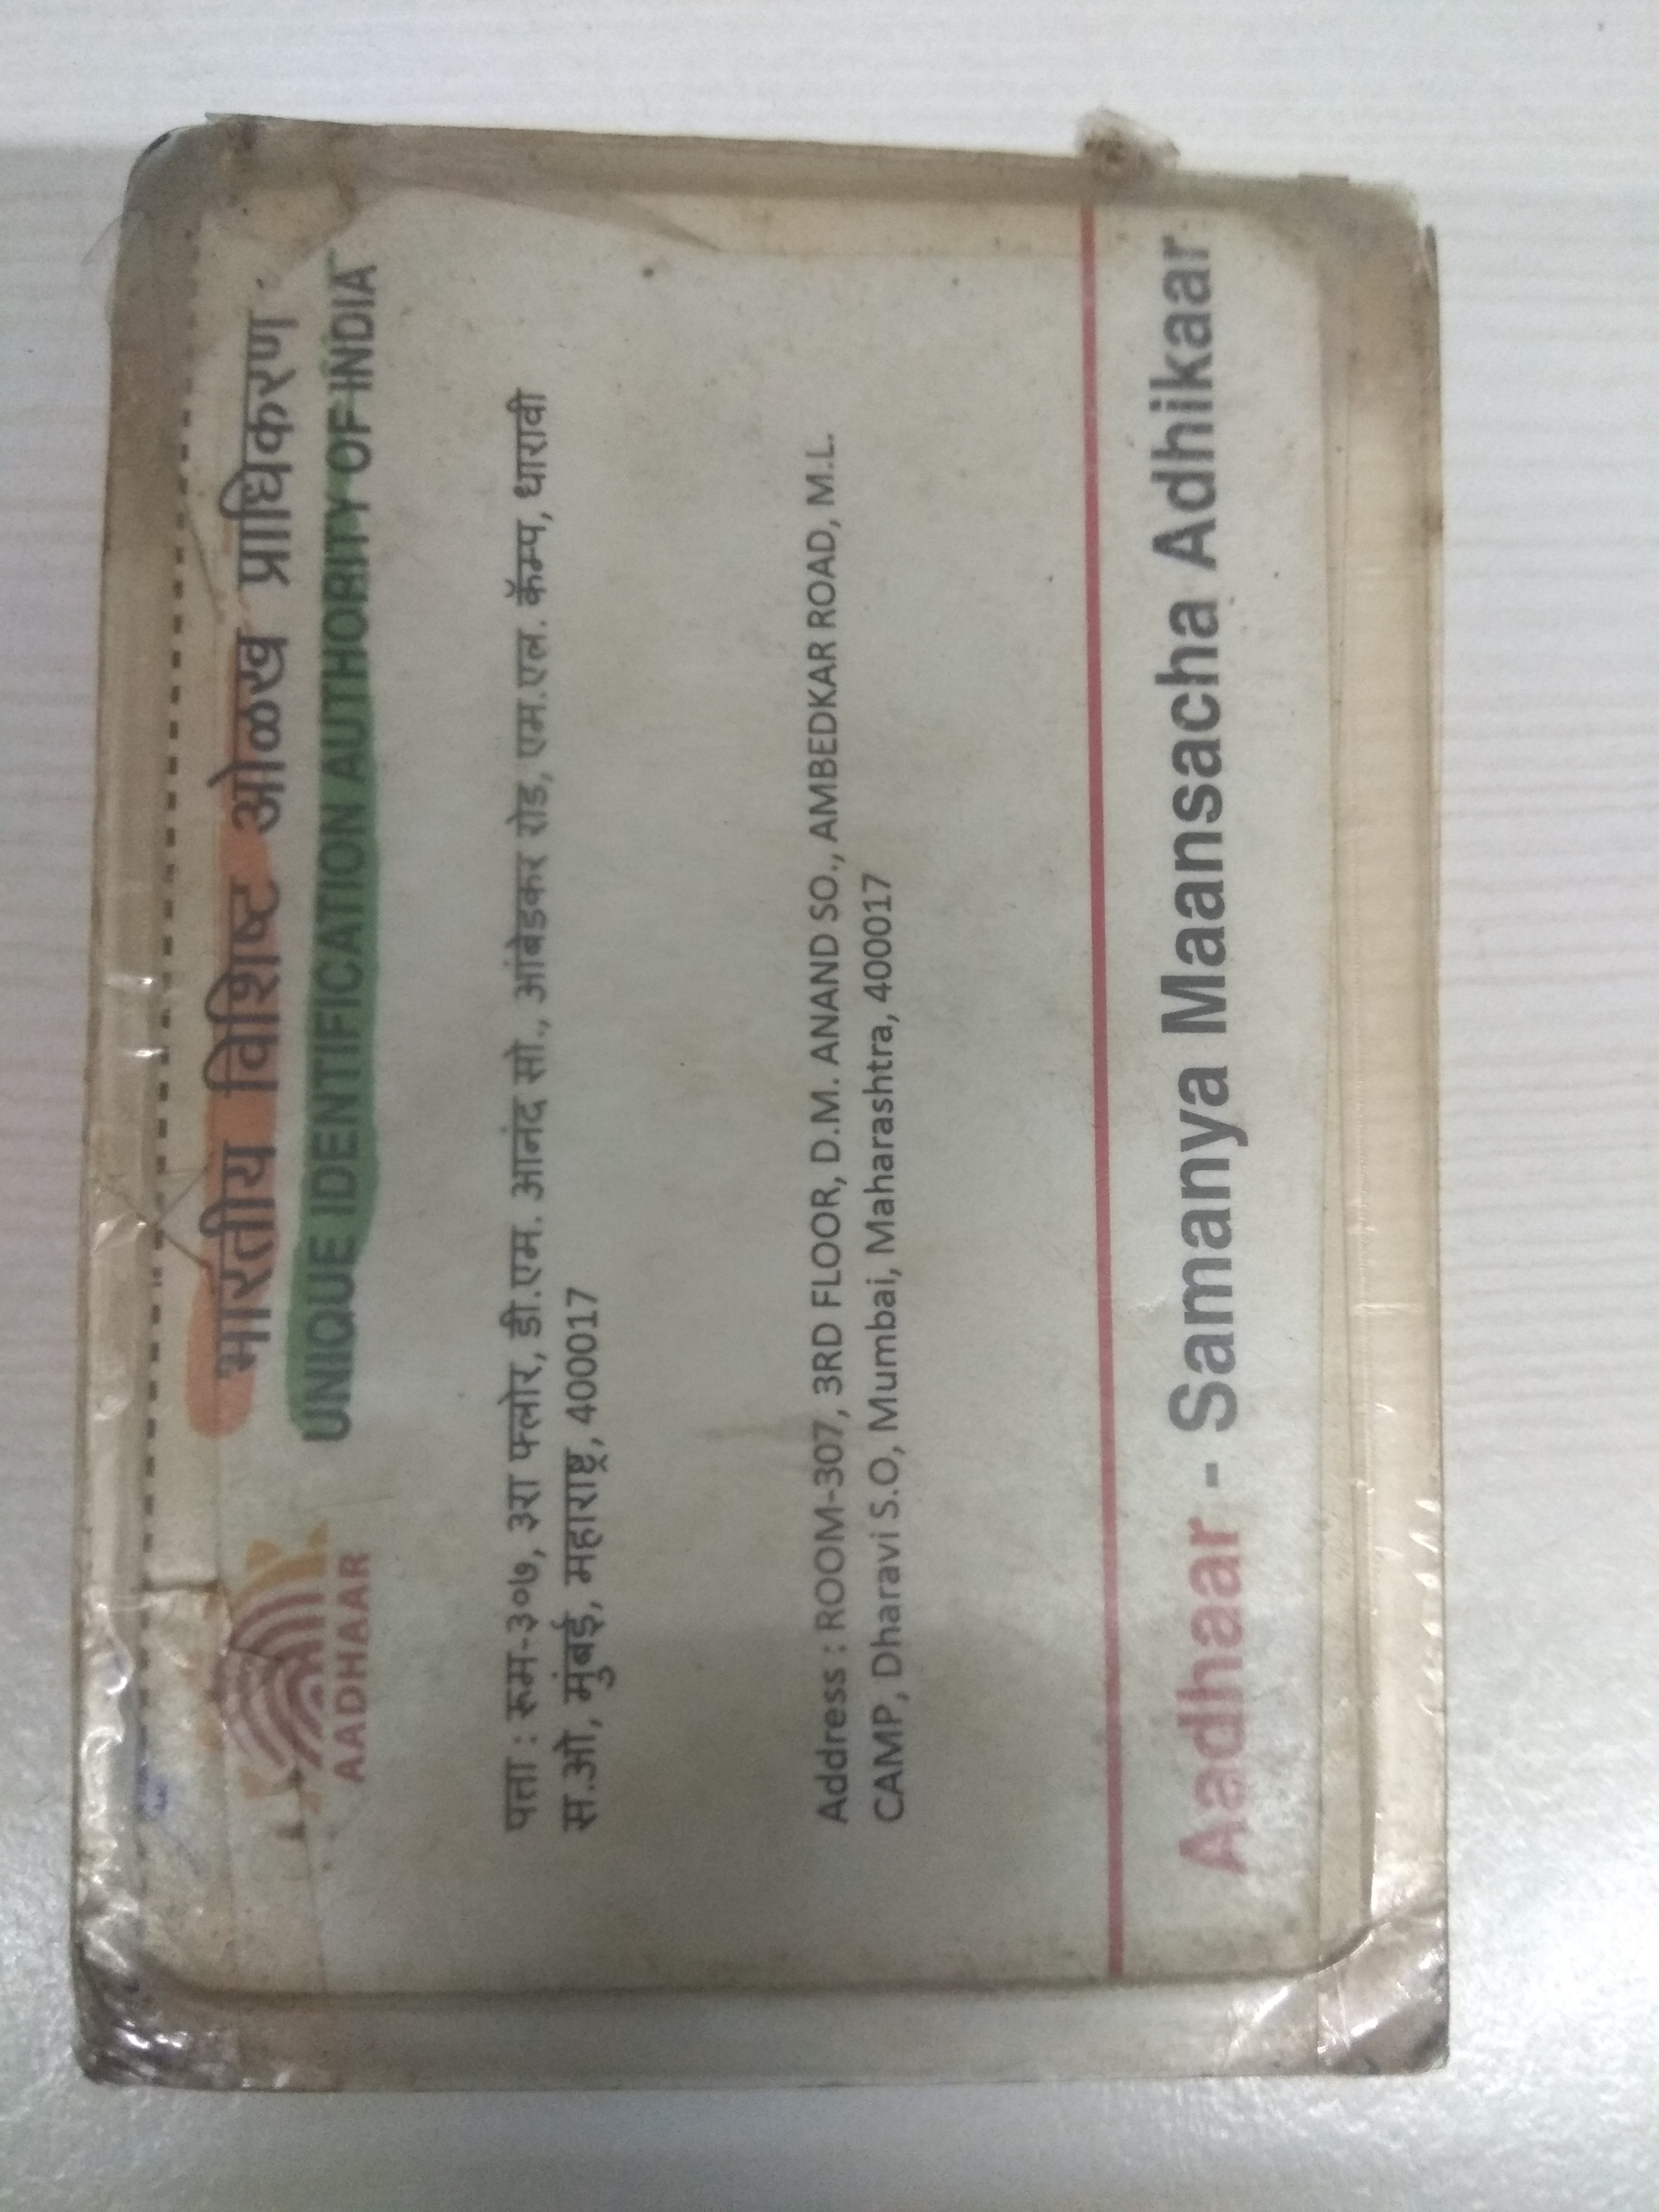 भारतीय विशिष्ट ओळख प्राधिकरण
UNIQUE IDENTIFICATION AUTHORITY OF INDIA
AADHAAR
पत्ता : रूम-३०७, ३रा फ्लोर, डी.एम. आनंद सो., आंबेडकर रोड, एम.एल. कॅम्प, धारावी
स.ओ, मुंबई, महाराष्ट्र, 400017
Address : ROOM-307, 3RD FLOOR, D.M. ANAND SO., AMBEDKAR ROAD, M.L.
CAMP, Dharavi S.O, Mumbai, Maharashtra, 400017
Aadhaar - Samanya Maansacha Adhikaar